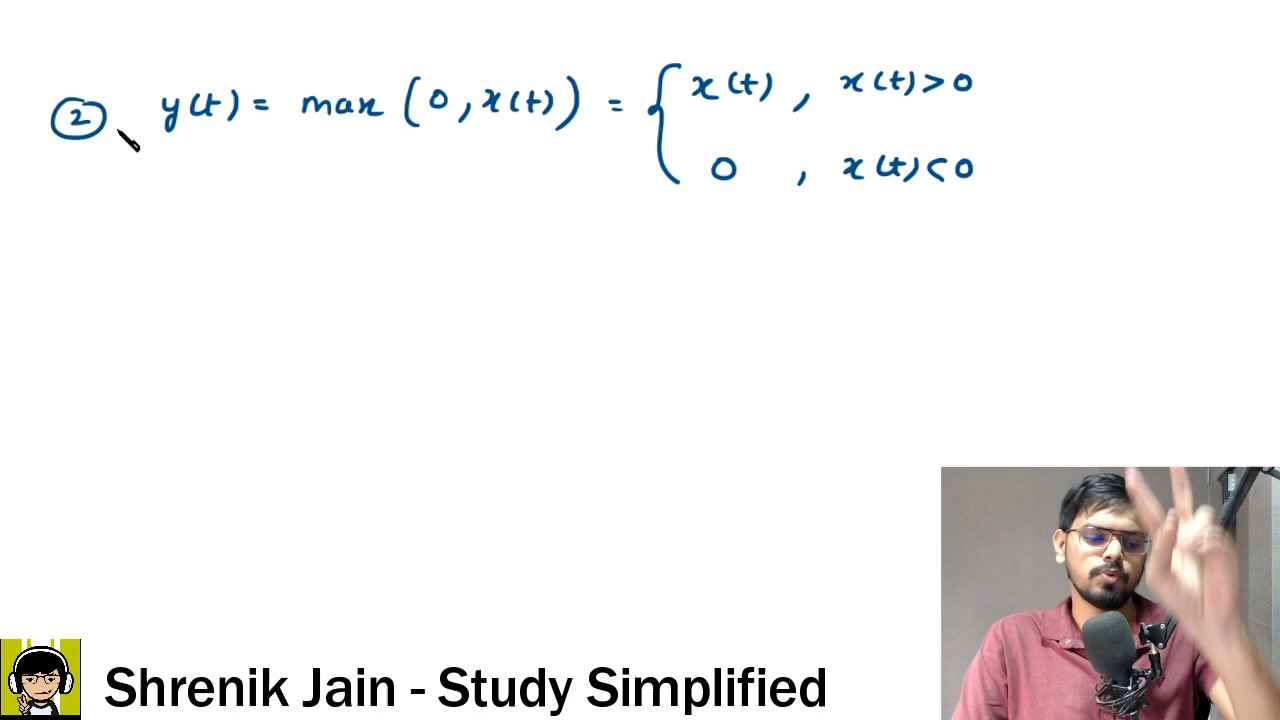 ② y(t) = max (0, x(t)) = { x(t) , x(t) > 0
0 , x(t) < 0
Shrenik Jain - Study Simplified